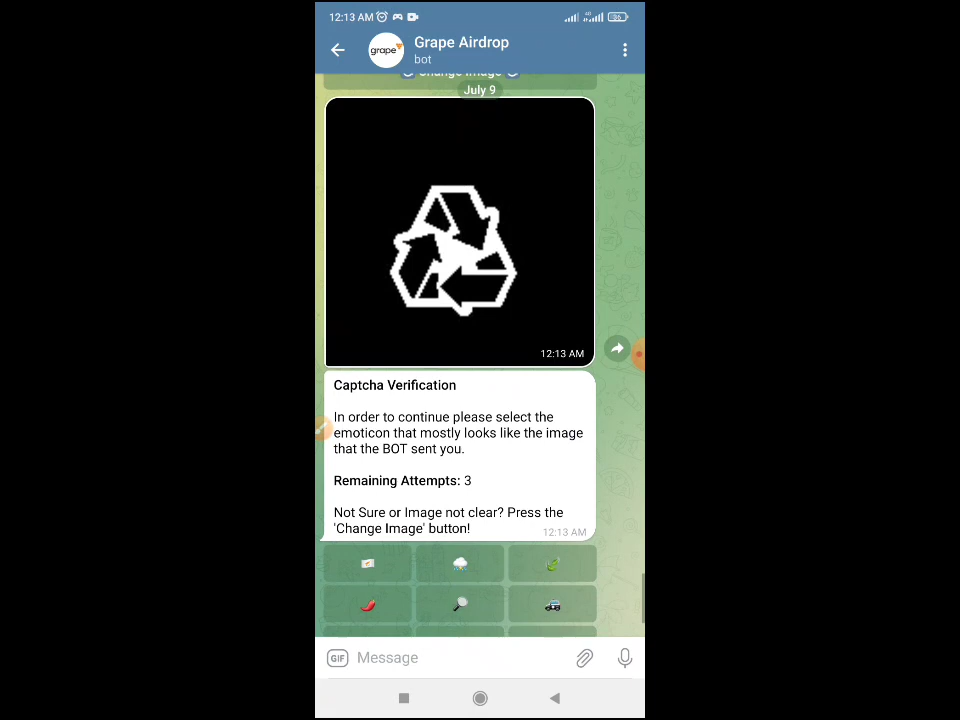 12:13 AM
Grape Airdrop
grape
bot
Change Image
July 9
12:13 AM
Captcha Verification
In order to continue please select the
emoticon that mostly looks like the image
that the BOT sent you.
Remaining Attempts: 3
Not Sure or Image not clear? Press the
'Change Image' button!
12:13 AM
GIF
Message